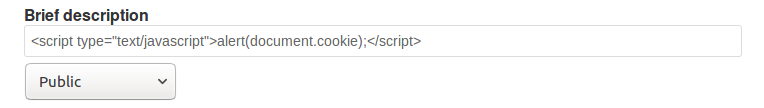 Brief description
<script type="text/javascript">alert(document.cookie);</script>
Public